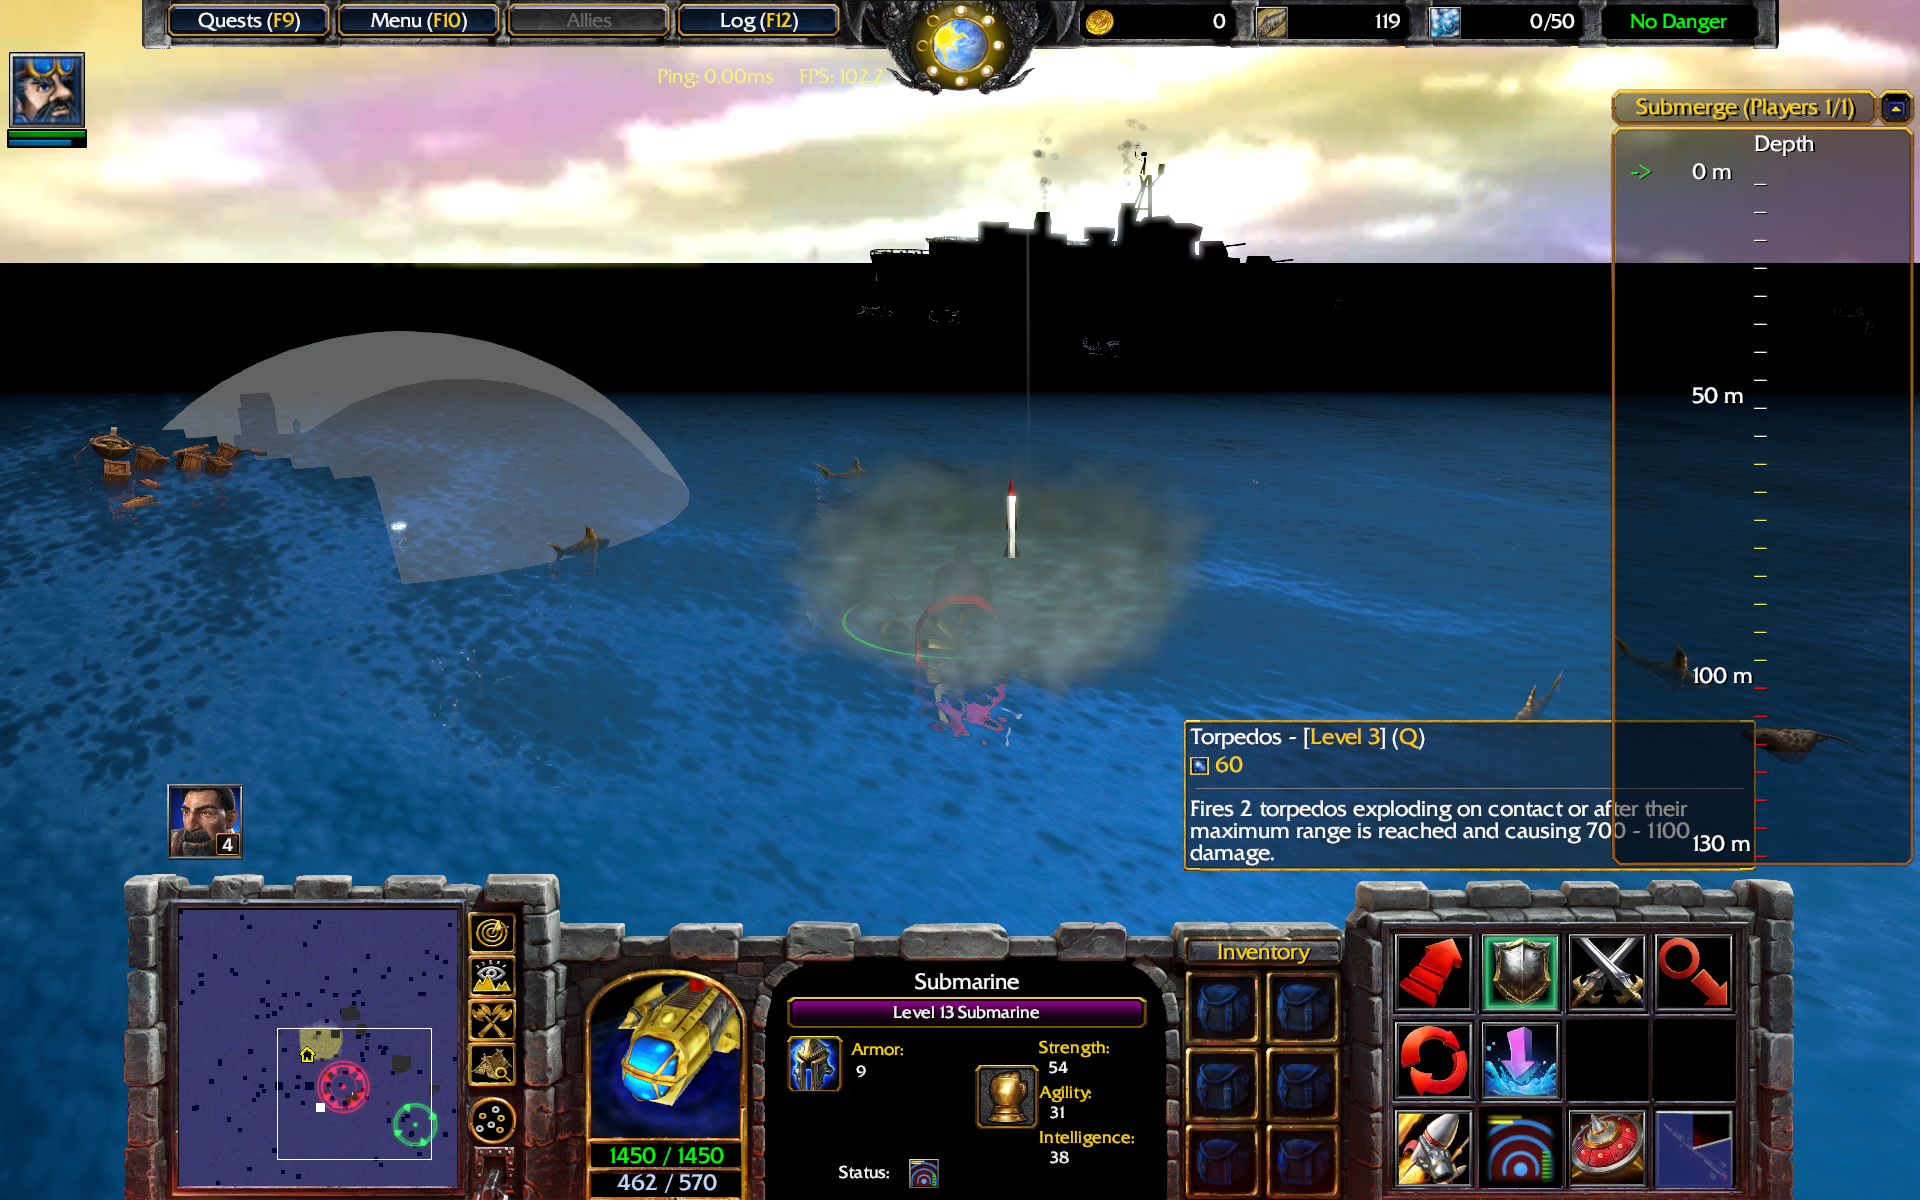 Quests (F9)
Menu (F10)
Allies
Log (F12)
0
119
0/50
No Danger
Ping: 0.00ms
FPS: 102.2
Submerge (Players 1/1)
Depth
-> 0 m
50 m
100 m
130 m
Torpedos - [Level 3] (Q)
60
Fires 2 torpedos exploding on contact or after their
maximum range is reached and causing 700 - 1100
damage.
4
Submarine
Level 13 Submarine
Armor:
9
Strength:
54
Agility:
31
Intelligence:
38
Status:
1450 / 1450
462 / 570
Inventory